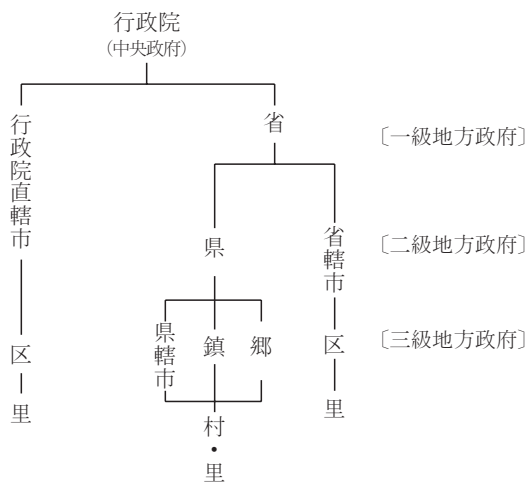 行政院
（中央政府）
行政院直轄市
省
〔一級地方政府〕
県
省轄市
〔二級地方政府〕
区
県轄市
鎮
郷
区
〔三級地方政府〕
里
村・里
里